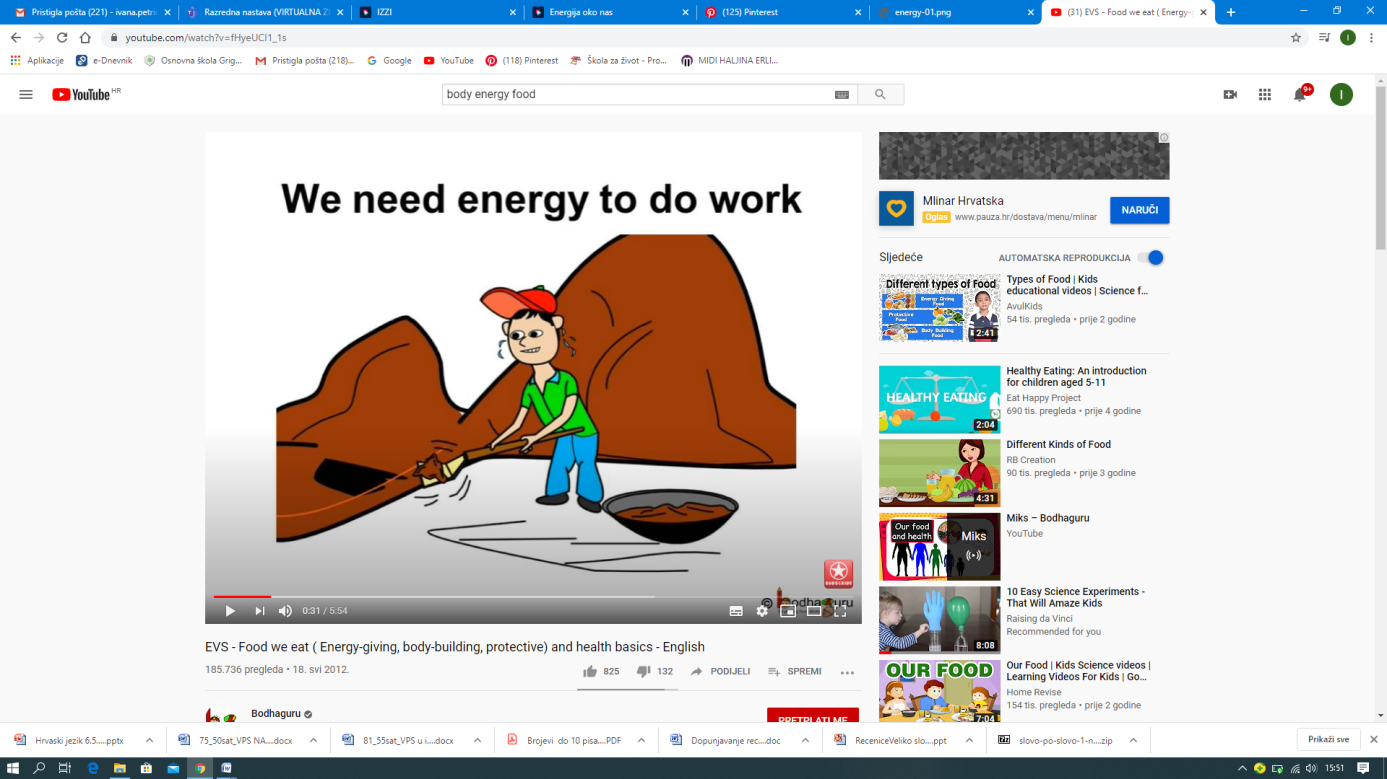 Pristigla pošta (221) - ivana.petri
Razredna nastava (VIRTUALNA Z
IZZI
Energija oko nas
(125) Pinterest
energy-01.png
(31) EVS - Food we eat ( Energy-
youtube.com/watch?v=fHyeUCI1_1s
Aplikacije
e-Dnevnik
Osnovna škola Grig...
Pristigla pošta (218)...
Google
YouTube
(118) Pinterest
Škola za život - Pro...
MIDI HALJINA ERLI...
YouTube HR
body energy food
9+
I
We need energy to do work
SUBSCRIBE
0:31 / 5:54
EVS - Food we eat ( Energy-giving, body-building, protective) and health basics - English
185.736 pregleda • 18. svi 2012.
825
132
PODIJELI
SPREMI
Bodhaguru
PRETPLATI ME
Mlinar Hrvatska
Oglas www.pauza.hr/dostava/menu/mlinar
NARUČI
Sljedeće
AUTOMATSKA REPRODUKCIJA
Different types of Food
Energy Giving Food
Protective Food
Body Building Food
2:41
Types of Food | Kids
educational videos | Science f...
AvulKids
54 tis. pregleda • prije 2 godine
HEALTHY EATING
2:04
Healthy Eating: An introduction
for children aged 5-11
Eat Happy Project
690 tis. pregleda • prije 4 godine
4:31
Different Kinds of Food
RB Creation
90 tis. pregleda • prije 3 godine
Our food
and health
Miks
Miks – Bodhaguru
YouTube
8:08
10 Easy Science Experiments -
That Will Amaze Kids
Raising da Vinci
Recommended for you
OUR FOOD
7:04
Our Food | Kids Science videos |
Learning Videos For Kids | Go...
Home Revise
154 tis. pregleda • prije 2 godine
Hrvaski jezik 6.5.....pptx
75_50sat_VPS NA....docx
81_55sat_VPS u i....docx
Brojevi do 10 pisa....PDF
Dopunjavanje rec....doc
ReceniceVeliko slo....ppt
slovo-po-slovo-1-n....zip
Prikaži sve
15:51